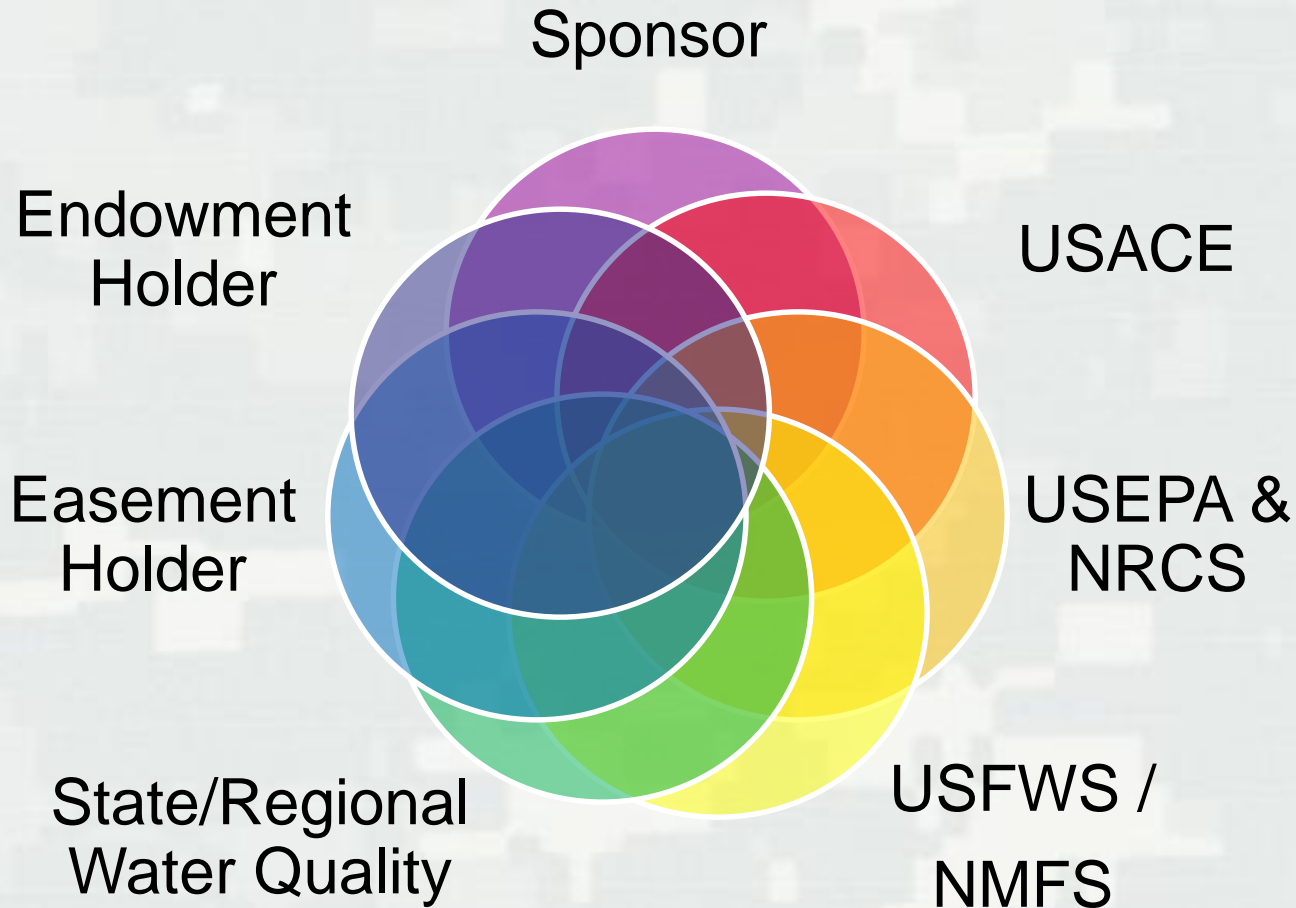 Sponsor
Endowment
Holder
USACE
Easement
Holder
USEPA &
NRCS
State/Regional
Water Quality
USFWS /
NMFS